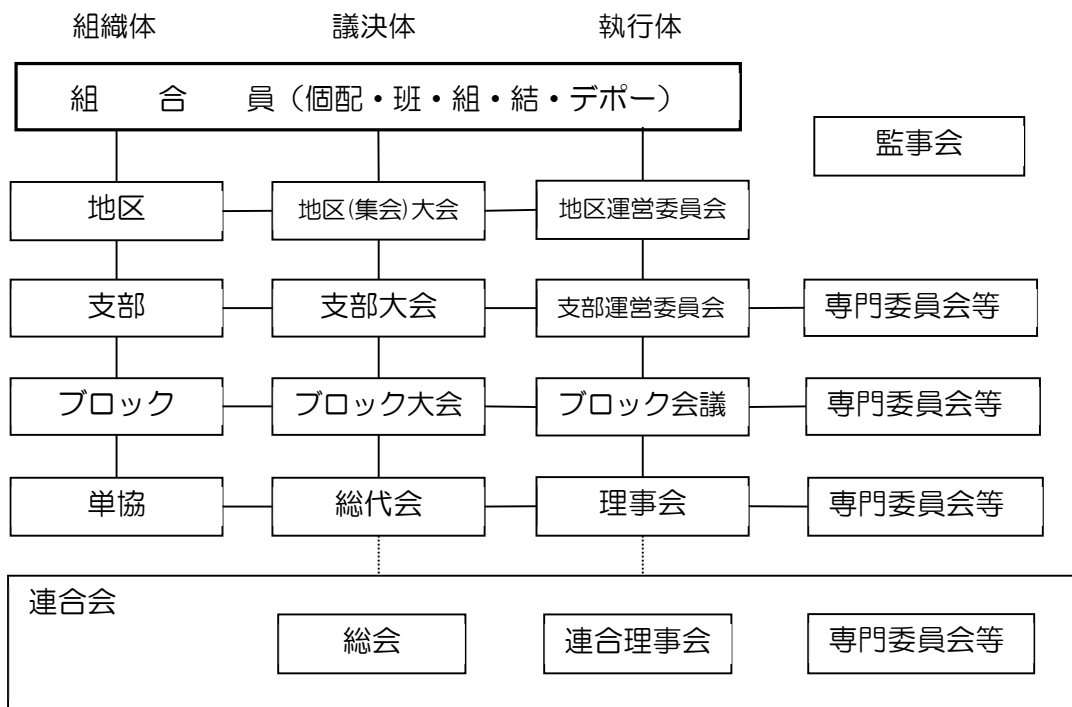 組織体 議決体 執行体
組 合 員（個配・班・組・結・デポー）
監事会
地区 地区(集会)大会 地区運営委員会
支部 支部大会 支部運営委員会 専門委員会等
ブロック ブロック大会 ブロック会議 専門委員会等
単協 総代会 理事会 専門委員会等
連合会
総会 連合理事会 専門委員会等